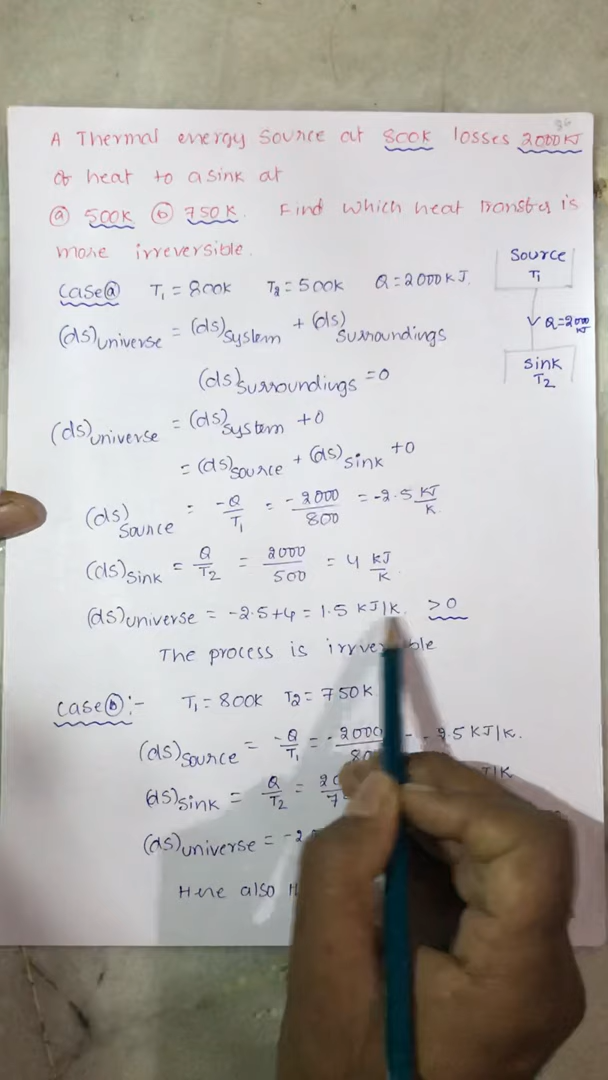 86
A Thermal energy source at 800K losses 2000KJ
of heat to a sink at
ⓐ 500K ⓑ 750K. Find which heat transfer is
more irreversible.
Case ⓐ T₁ = 800K T₂ = 500K Q = 2000KJ.
Source
T₁
Q=2000 KJ
Sink
T₂
(ds)universe = (ds)system + (ds)surroundings
(ds)surroundings = 0
(ds)universe = (ds)system + 0
= (ds)source + (ds)sink + 0
(ds)source = -Q/T₁ = -2000/800 = -2.5 KJ/K.
(ds)sink = Q/T₂ = 2000/500 = 4 KJ/K.
(ds)universe = -2.5+4 = 1.5 KJ/K. >0
The process is
Case ⓑ:- T₁ = 800K T₂ = 750K
(ds)source = -Q/T₁ = -2000/ KJ/K.
(ds)sink = Q/T₂ =
(ds)universe =
Here also